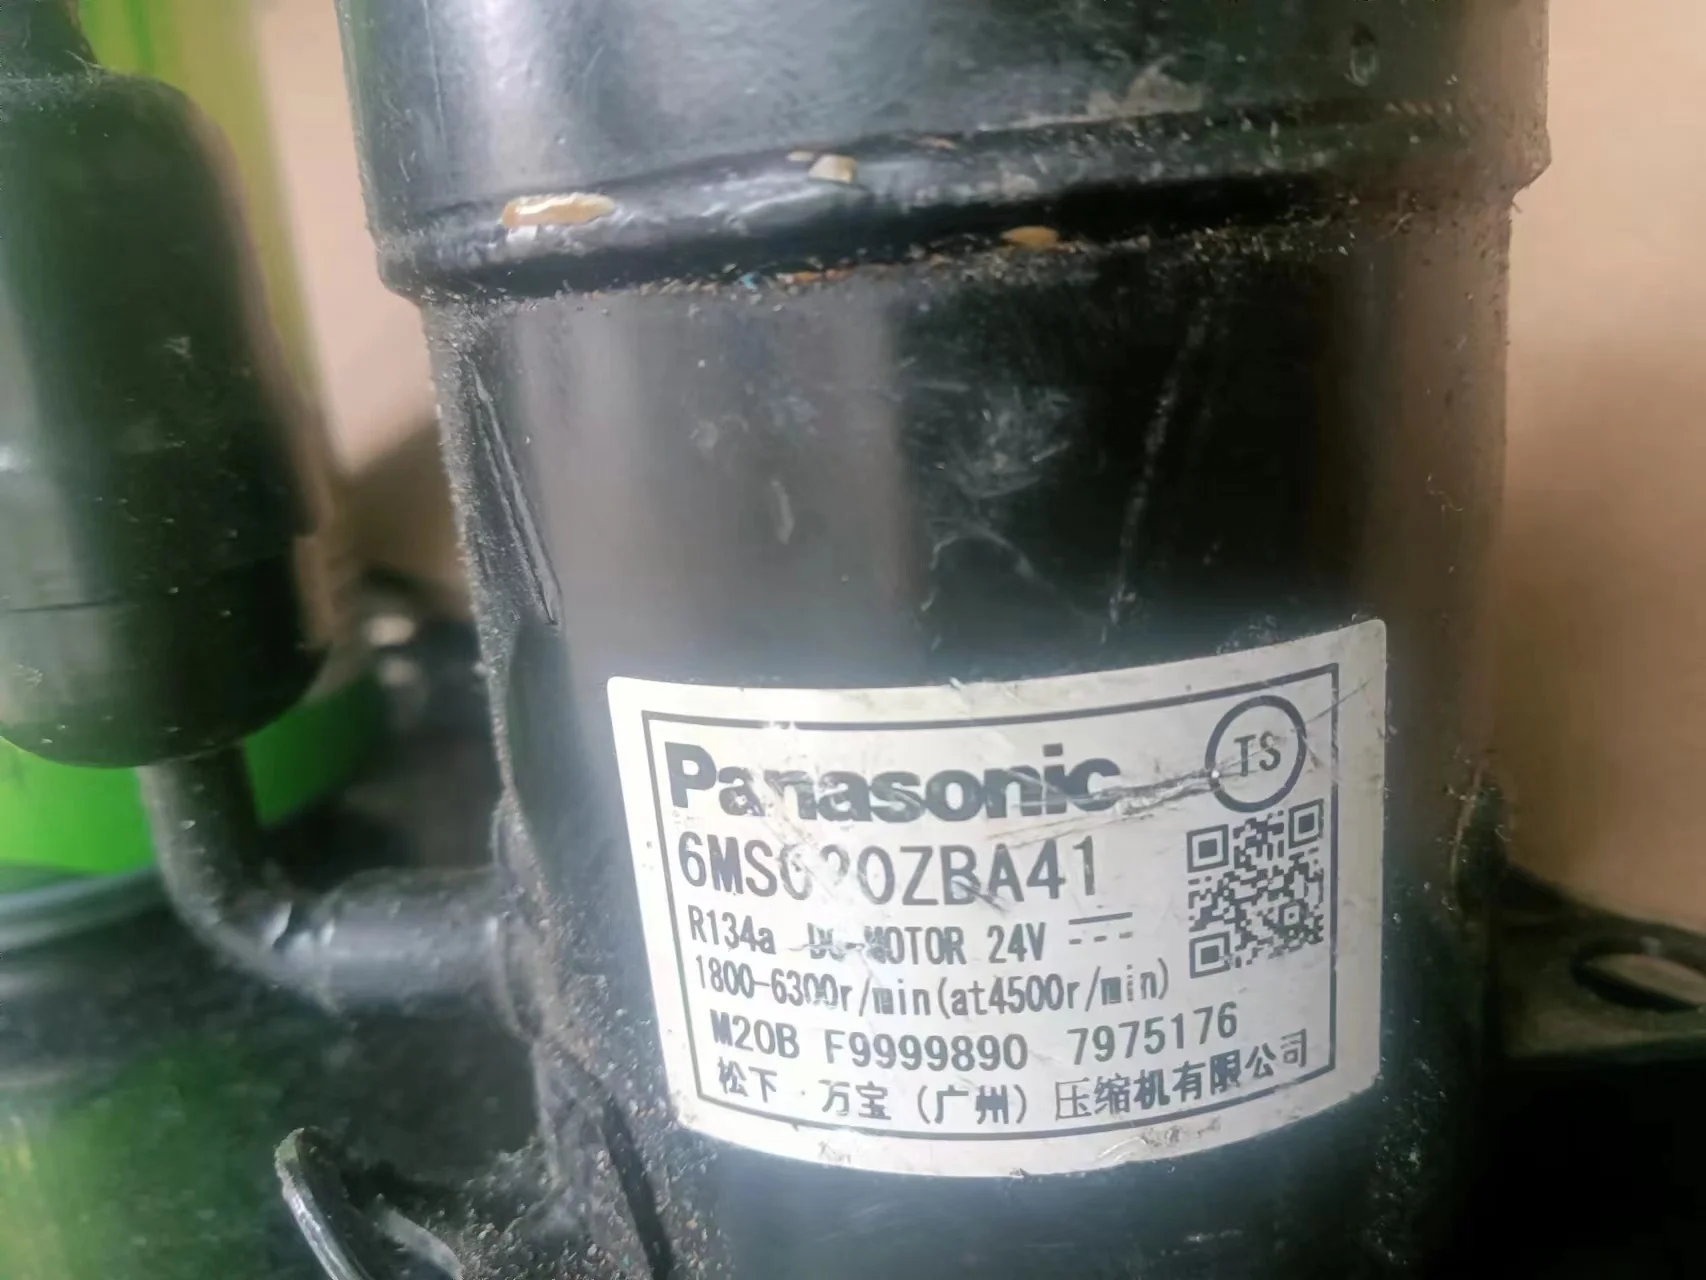 Panasonic
TS
R134a DC-MOTOR 24V
1800-6300r/min(at4500r/min)
M20B F9999890 7975176
松下·万宝(广州)压缩机有限公司